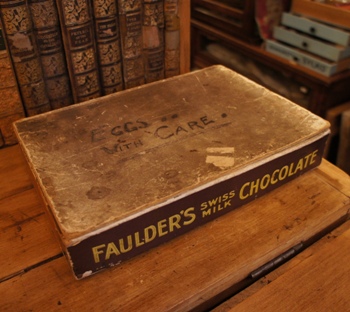 EGGS
WITH CARE.
FAULDER'S SWISS MILK CHOCOLATE